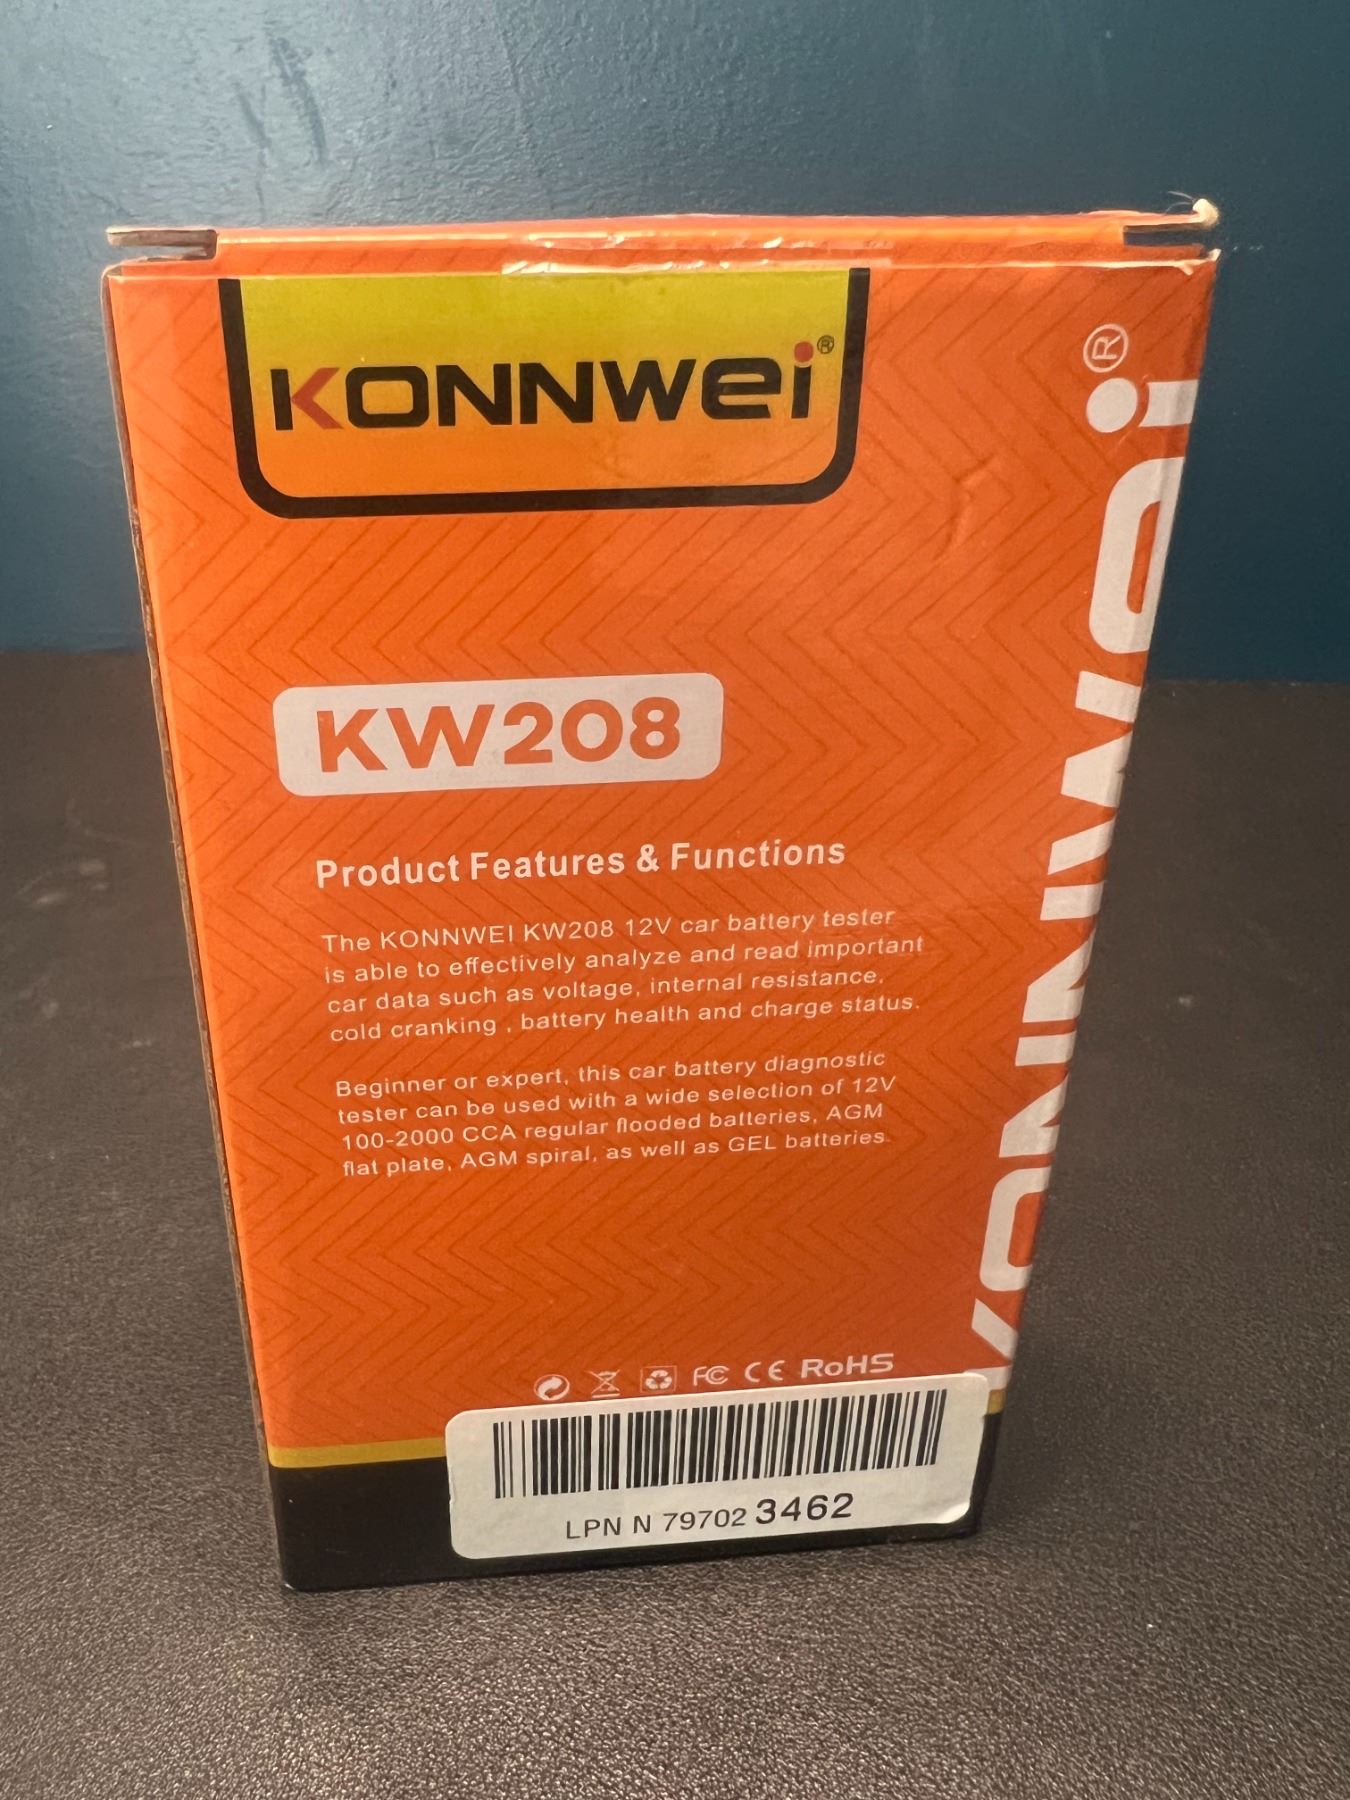 KONNWEi®
KONNWEi®
KW208
Product Features & Functions
The KONNWEI KW208 12V car battery tester
is able to effectively analyze and read important
car data such as voltage, internal resistance,
cold cranking , battery health and charge status.
Beginner or expert, this car battery diagnostic
tester can be used with a wide selection of 12V
100-2000 CCA regular flooded batteries, AGM
flat plate, AGM spiral, as well as GEL batteries.
FC CE RoHS
LPN N 79702 3462